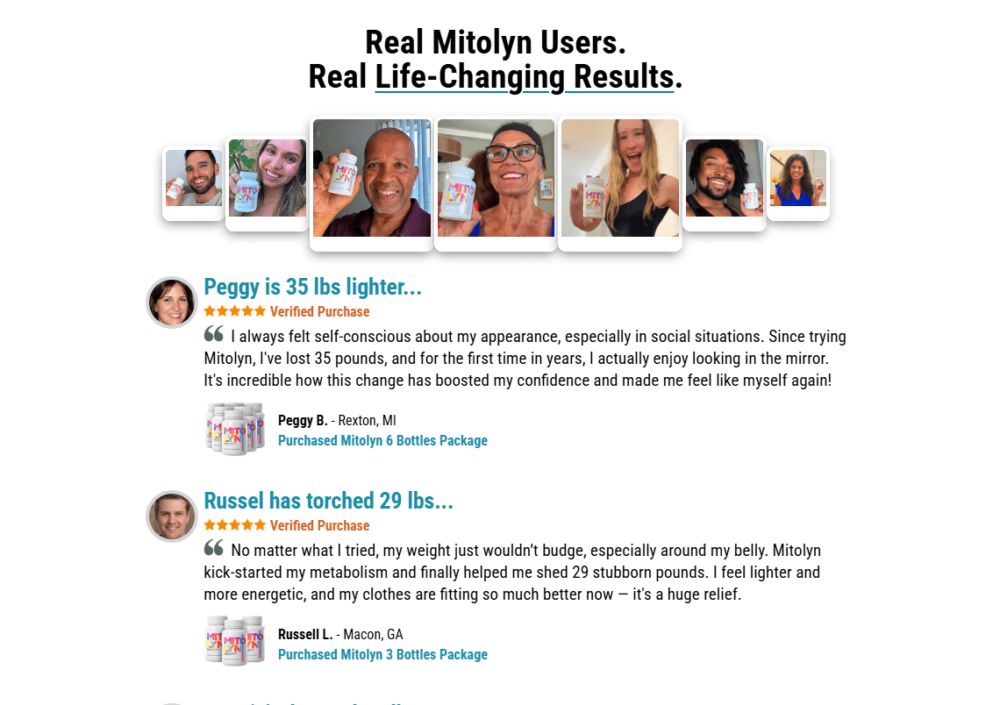 Real Mitolyn Users.
Real Life-Changing Results.
Peggy is 35 lbs lighter...
Verified Purchase
I always felt self-conscious about my appearance, especially in social situations. Since trying
Mitolyn, I've lost 35 pounds, and for the first time in years, I actually enjoy looking in the mirror.
It's incredible how this change has boosted my confidence and made me feel like myself again!
Peggy B. - Rexton, MI
Purchased Mitolyn 6 Bottles Package
Russel has torched 29 lbs...
Verified Purchase
No matter what I tried, my weight just wouldn’t budge, especially around my belly. Mitolyn
kick-started my metabolism and finally helped me shed 29 stubborn pounds. I feel lighter and
more energetic, and my clothes are fitting so much better now — it's a huge relief.
Russell L. - Macon, GA
Purchased Mitolyn 3 Bottles Package